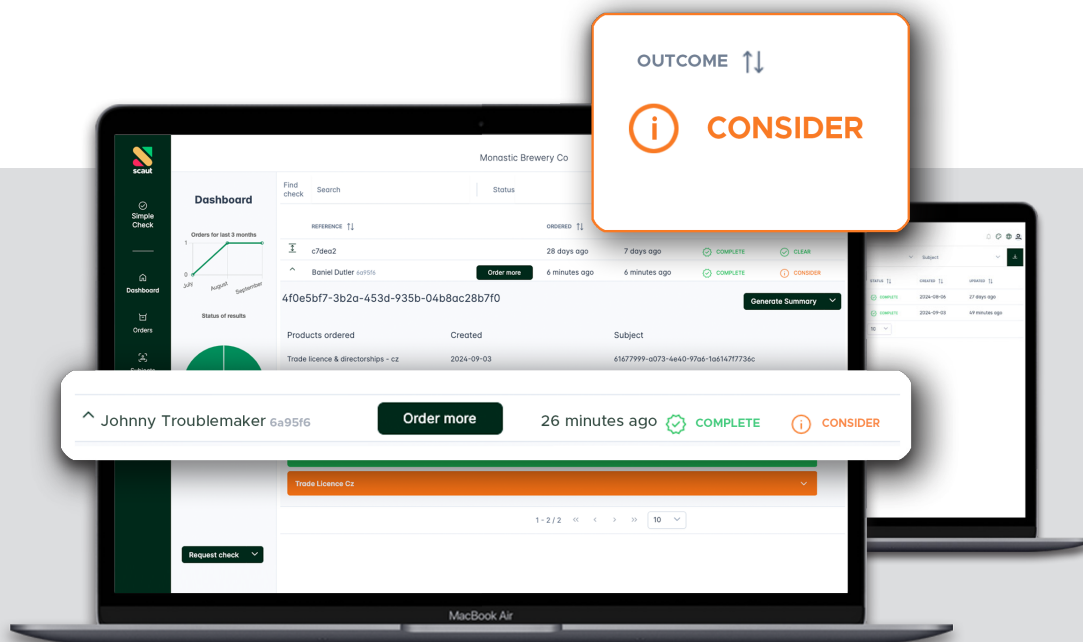 OUTCOME
CONSIDER
scaut
Simple
Check
Dashboard
Orders
Monastic Brewery Co
Dashboard
Orders for last 3 months
1
0
July
August
September
Status of results
Request check
Find
check
Search
Status
REFERENCE
ORDERED
c7dea2
28 days ago
7 days ago
COMPLETE
CLEAR
Baniel Dutler 6a95f6
Order more
6 minutes ago
6 minutes ago
COMPLETE
CONSIDER
4f0e5bf7-3b2a-453d-935b-04b8ac28b7f0
Generate Summary
Products ordered
Created
Subject
Trade licence & directorships - cz
2024-09-03
61677999-a073-4e40-97a6-1a6147f7736c
Johnny Troublemaker 6a95f6
Order more
26 minutes ago
COMPLETE
CONSIDER
Trade Licence Cz
1 - 2 / 2
10
MacBook Air
Subject
STATUS
CREATED
UPDATED
COMPLETE
2024-08-06
27 days ago
COMPLETE
2024-09-03
49 minutes ago
10